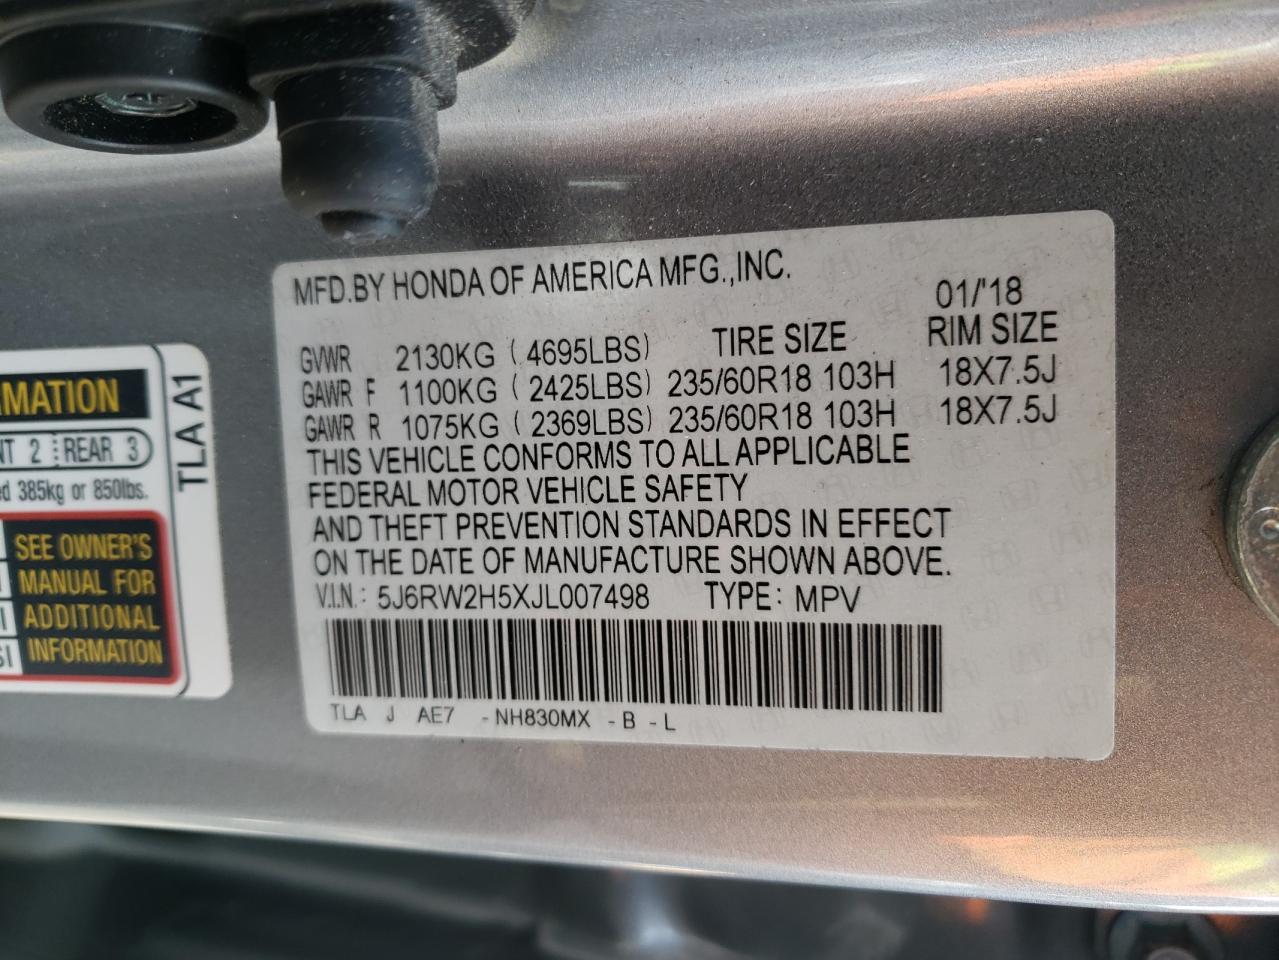 MFD.BY HONDA OF AMERICA MFG.,INC.
01/'18
GVWR 2130KG (4695LBS) TIRE SIZE RIM SIZE
GAWR F 1100KG (2425LBS) 235/60R18 103H 18X7.5J
GAWR R 1075KG (2369LBS) 235/60R18 103H 18X7.5J
THIS VEHICLE CONFORMS TO ALL APPLICABLE
FEDERAL MOTOR VEHICLE SAFETY
AND THEFT PREVENTION STANDARDS IN EFFECT
ON THE DATE OF MANUFACTURE SHOWN ABOVE.
V.I.N.: 5J6RW2H5XJL007498 TYPE: MPV
TLA J AE7 -NH830MX -B -L
RMATION
NT 2 REAR 3
ed 385kg or 850lbs.
SEE OWNER'S
MANUAL FOR
ADDITIONAL
INFORMATION
TLA A1